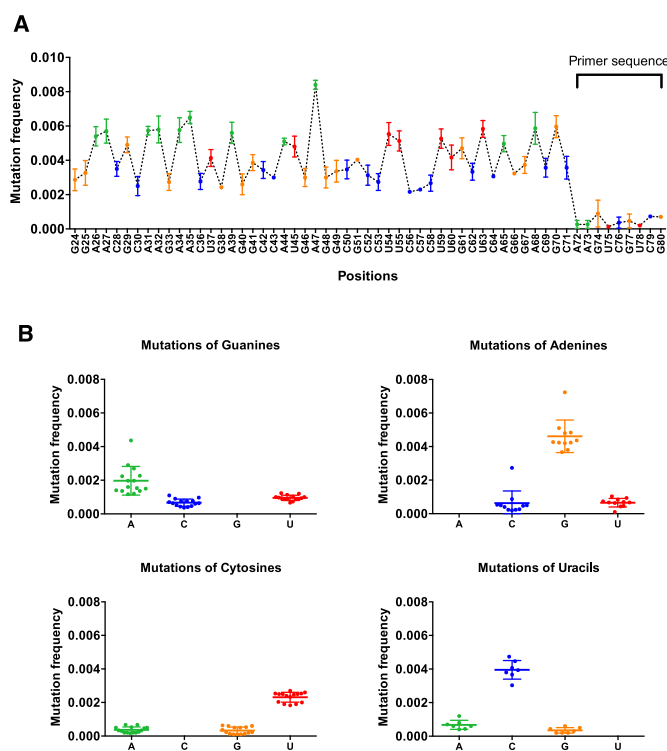 A
Primer sequence
Mutation frequency
0.010
0.008
0.006
0.004
0.002
0.000
G24 G25 A26 A27 C28 G29 C30 A31 A32 G33 A34 A35 C36 U37 G38 A39 G40 G41 C42 C43 A44 U45 G46 A47 G48 G49 C50 G51 C52 C53 U54 U55 C56 C57 C58 U59 U60 G61 C62 U63 C64 A65 G66 G67 A68 C69 G70 C71 A72 A73 G74 U75 C76 G77 U78 C79 G80
Positions
B
Mutations of Guanines
Mutation frequency
0.008
0.006
0.004
0.002
0.000
A C G U
Mutations of Adenines
Mutation frequency
0.008
0.006
0.004
0.002
0.000
A C G U
Mutations of Cytosines
Mutation frequency
0.008
0.006
0.004
0.002
0.000
A C G U
Mutations of Uracils
Mutation frequency
0.008
0.006
0.004
0.002
0.000
A C G U